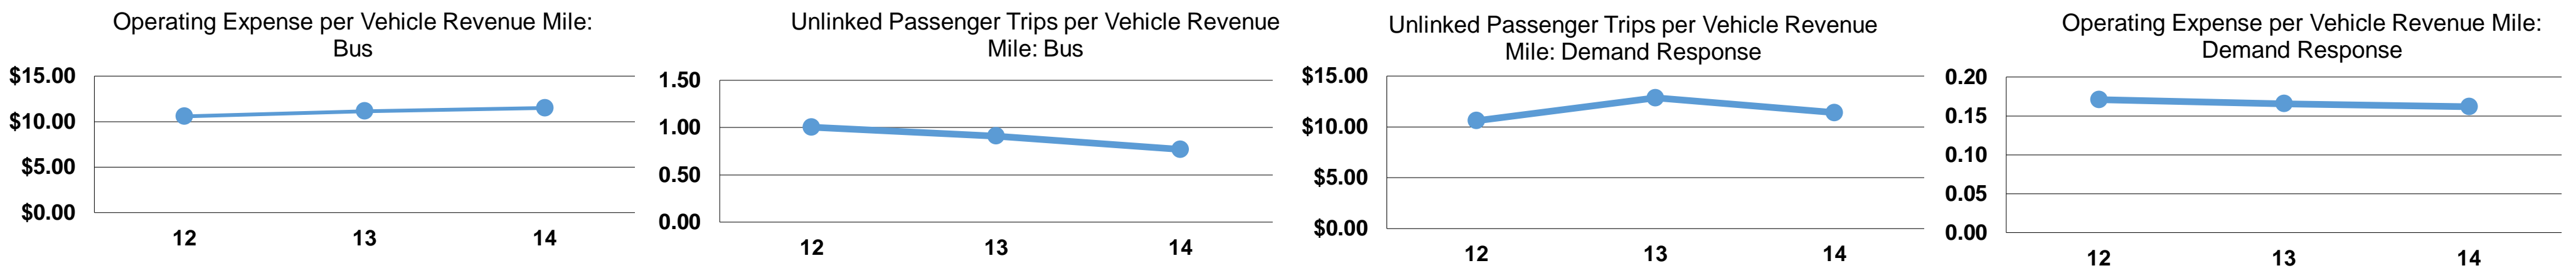 Operating Expense per Vehicle Revenue Mile:
Bus
$15.00
$10.00
$5.00
$0.00
12 13 14
Unlinked Passenger Trips per Vehicle Revenue
Mile: Bus
1.50
1.00
0.50
0.00
12 13 14
Unlinked Passenger Trips per Vehicle Revenue
Mile: Demand Response
$15.00
$10.00
$5.00
$0.00
12 13 14
Operating Expense per Vehicle Revenue Mile:
Demand Response
0.20
0.15
0.10
0.05
0.00
12 13 14